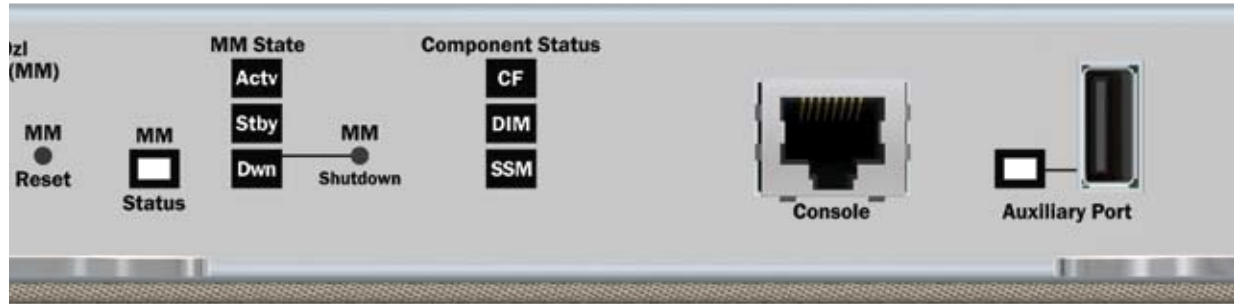 zl
(MM)
MM
Reset
MM
Status
MM State
Actv
Stby
Dwn
MM
Shutdown
Component Status
CF
DIM
SSM
Console
Auxiliary Port